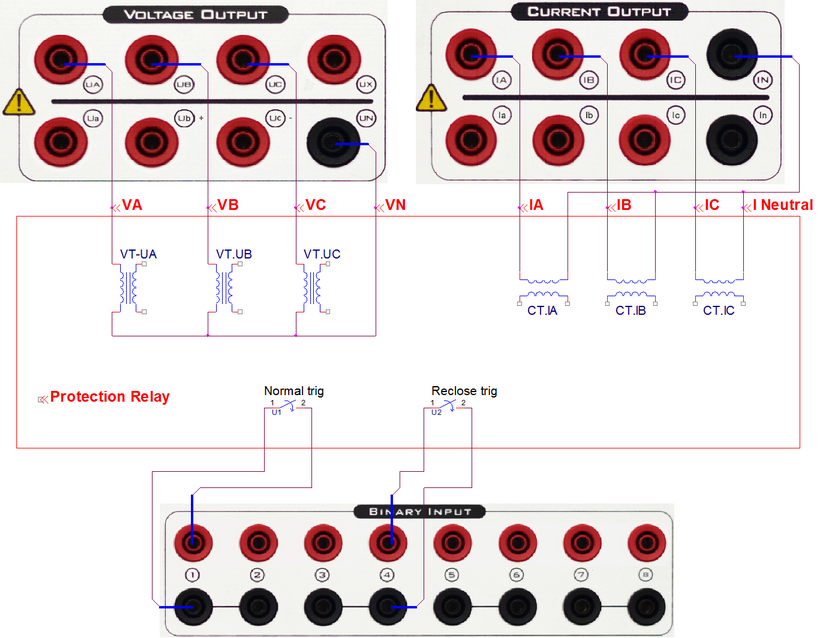 VOLTAGE OUTPUT
CURRENT OUTPUT
UA
UB
UC
UX
IA
IB
IC
IN
Ua
Ub +
Uc -
UN
Ia
Ib
Ic
In
VA
VB
VC
VN
IA
IB
IC
I Neutral
VT-UA
VT.UB
VT.UC
CT.IA
CT.IB
CT.IC
Protection Relay
Normal trig
1 2
U1
Reclose trig
1 2
U2
BINARY INPUT
1
2
3
4
5
6
7
8